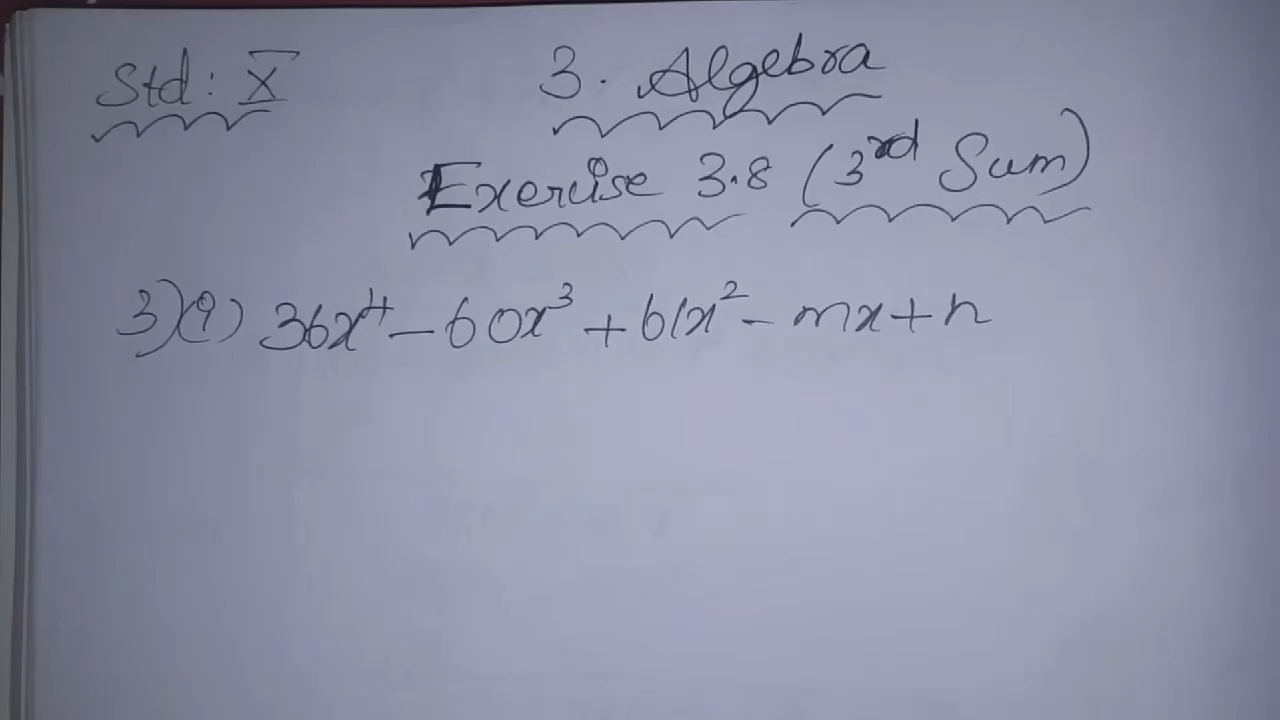 Std: X
3. Algebra
Exercise 3.8 (3rd Sum)
3)(i) 36x⁴ - 60x³ + 61x² - mx + n